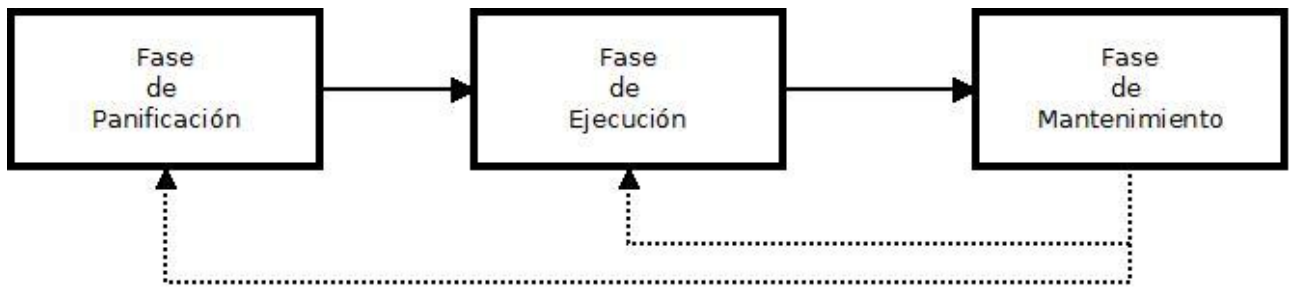 Fase
de
Panificación
Fase
de
Ejecución
Fase
de
Mantenimiento